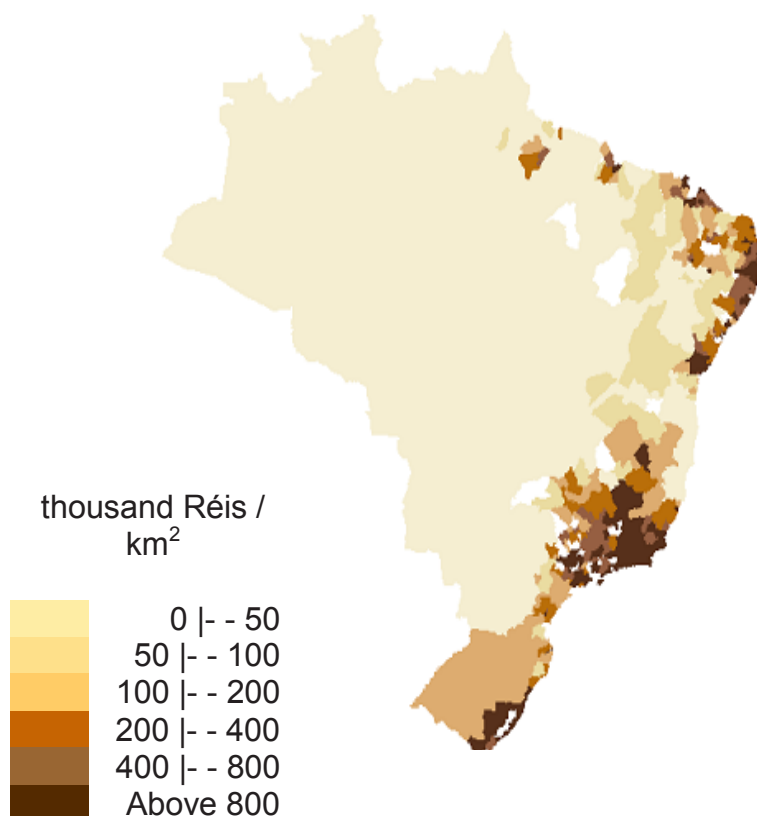 thousand Réis /
km²
0 |- - 50
50 |- - 100
100 |- - 200
200 |- - 400
400 |- - 800
Above 800